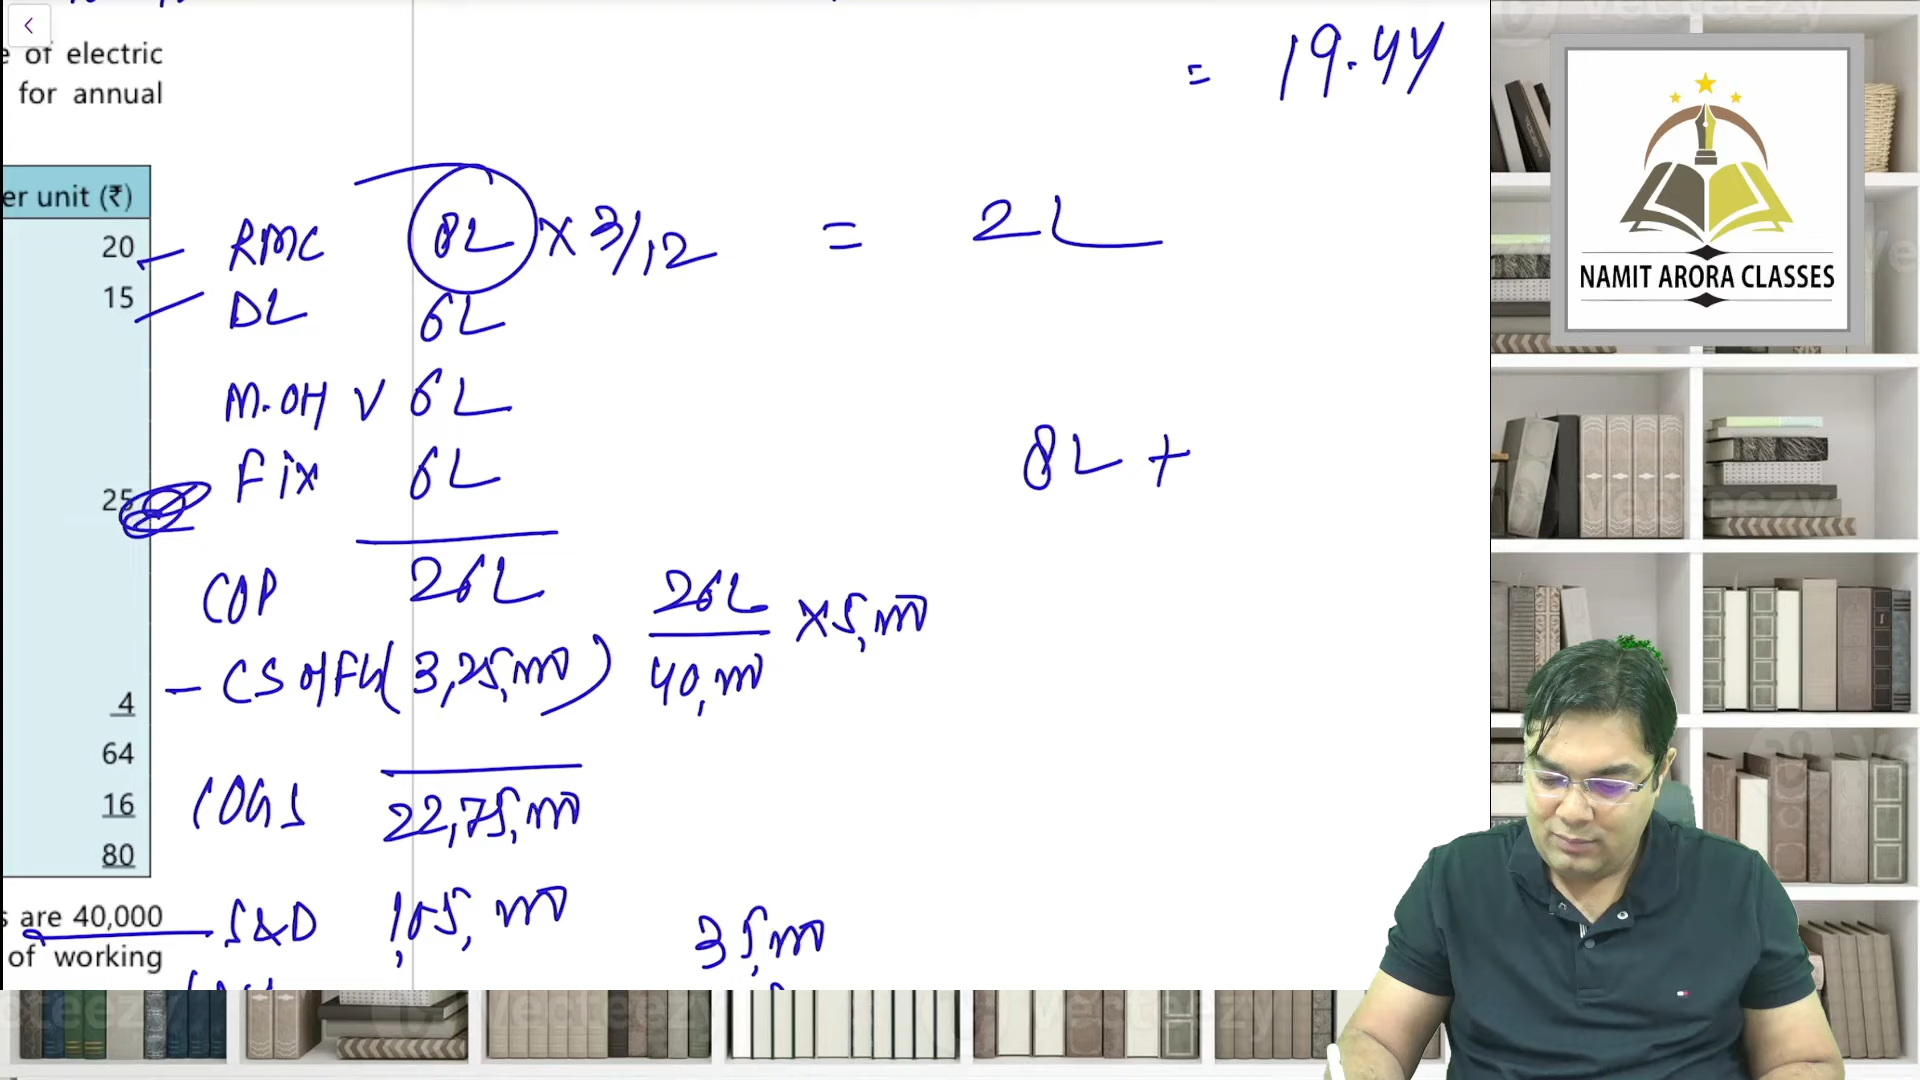 e of electric
for annual
= 19.44
er unit (₹)
20
15
25
4
64
16
80
RMC 8L × 3/12 = 2L
DL 6L
M.OH V 6L
Fix 6L
8L +
COP 26L 26L/40,000 × 5,000
- CS of FG (3,25,000)
COGS 22,75,000
S&D 1,05,000 35,000
s are 40,000
of working
NAMIT ARORA CLASSES
Vecteezy